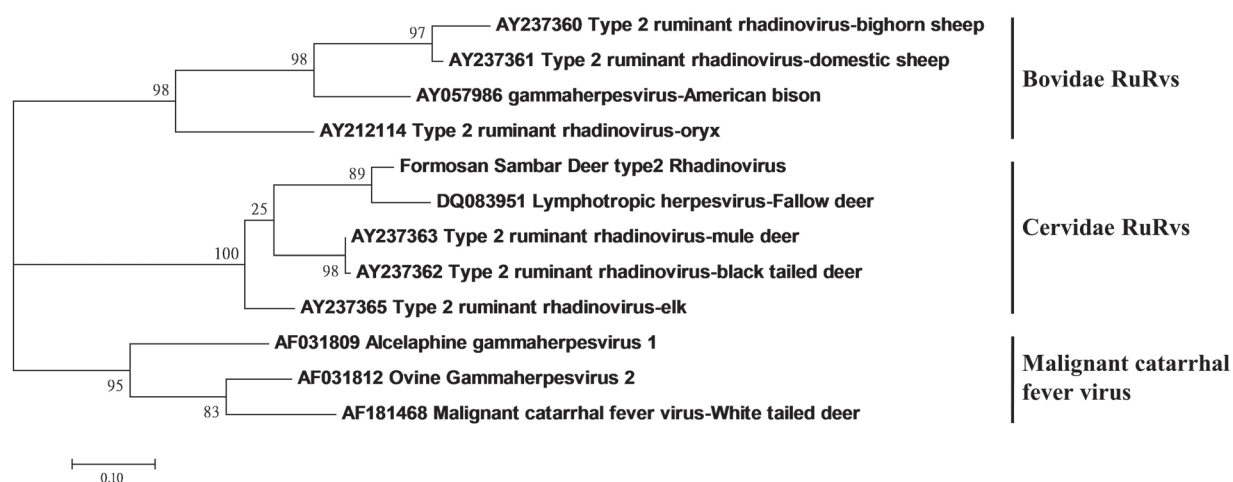 AY237360 Type 2 ruminant rhadinovirus-bighorn sheep
97
AY237361 Type 2 ruminant rhadinovirus-domestic sheep
98
AY057986 gammaherpesvirus-American bison
98
AY212114 Type 2 ruminant rhadinovirus-oryx
Bovidae RuRvs
Formosan Sambar Deer type2 Rhadinovirus
89
DQ083951 Lymphotropic herpesvirus-Fallow deer
25
AY237363 Type 2 ruminant rhadinovirus-mule deer
100
98
AY237362 Type 2 ruminant rhadinovirus-black tailed deer
AY237365 Type 2 ruminant rhadinovirus-elk
Cervidae RuRvs
AF031809 Alcelaphine gammaherpesvirus 1
95
AF031812 Ovine Gammaherpesvirus 2
83
AF181468 Malignant catarrhal fever virus-White tailed deer
Malignant catarrhal
fever virus
0.10